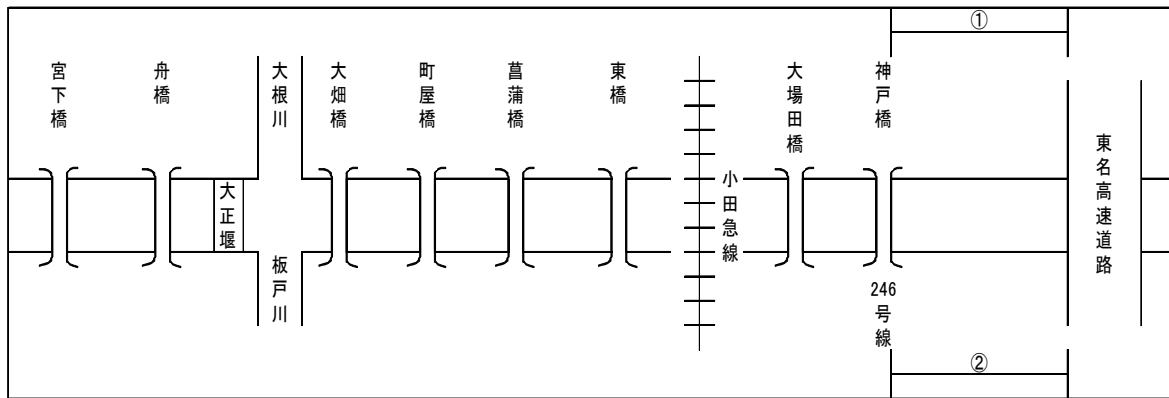 ①
宮下橋
舟橋
大根川
大畑橋
町屋橋
菖蒲橋
東橋
大場田橋
神戸橋
大正堰
小田急線
東名高速道路
板戸川
246号線
②